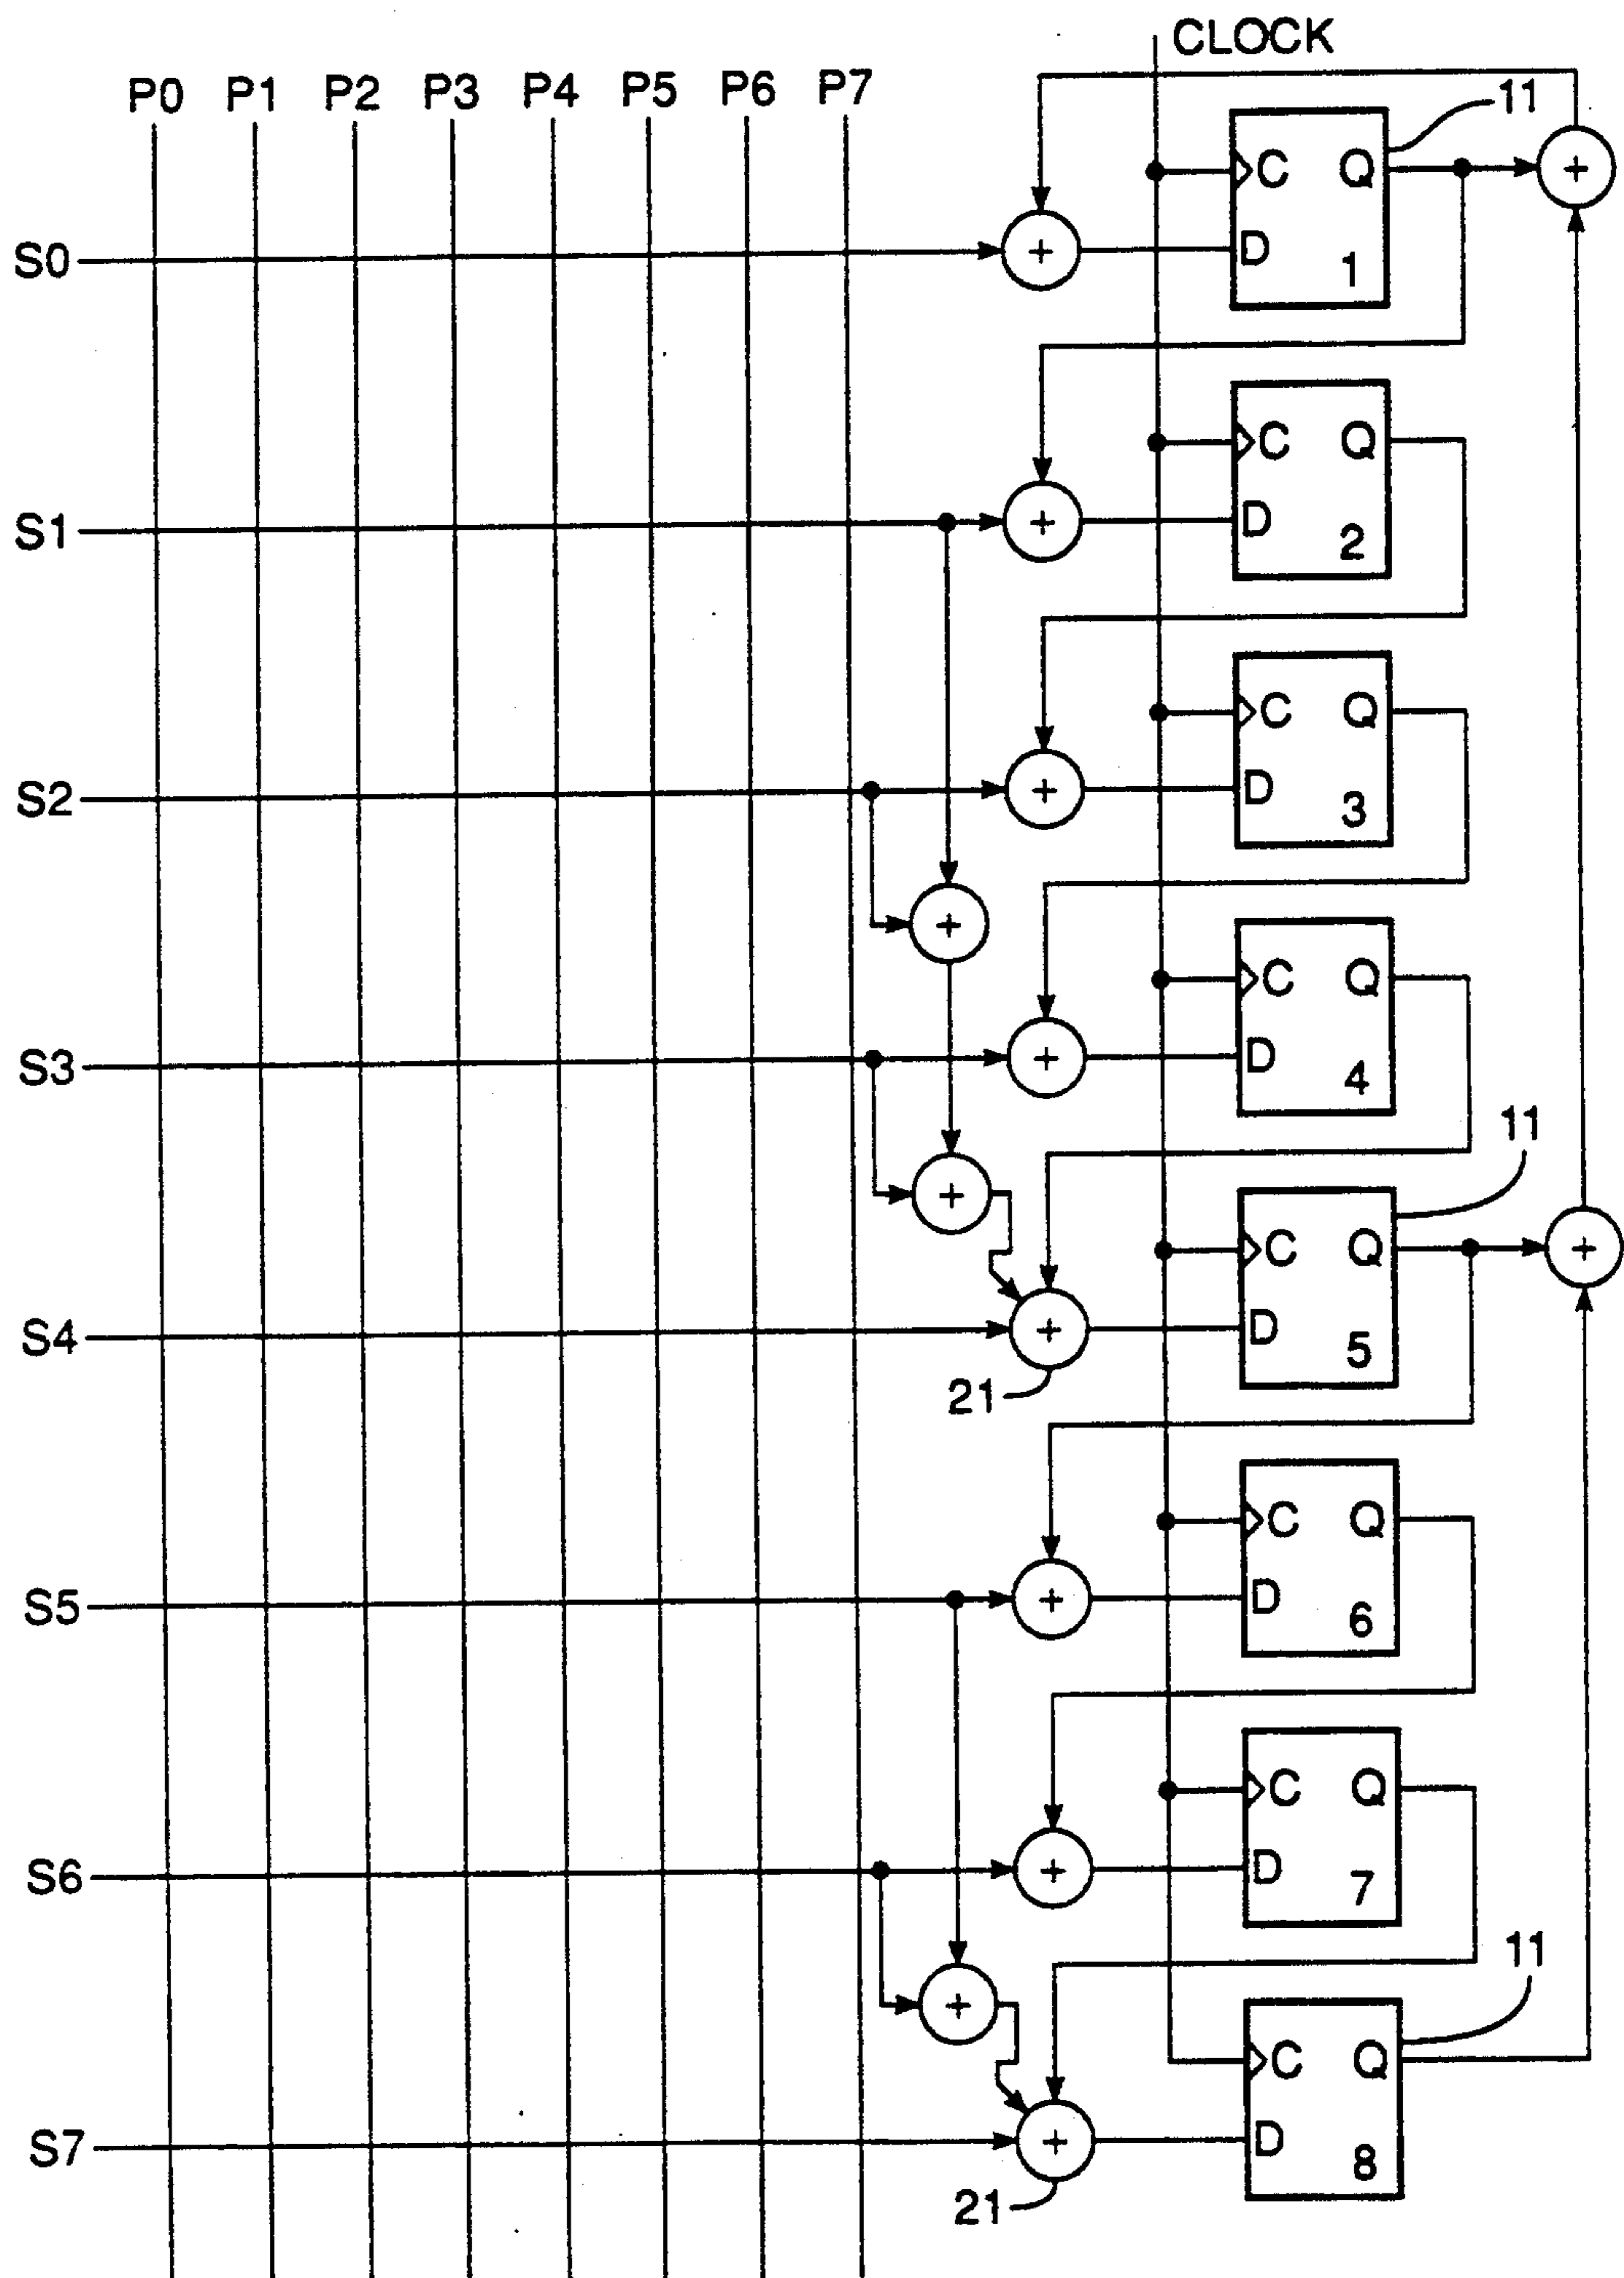 CLOCK
P0 P1 P2 P3 P4 P5 P6 P7
11
C Q
+
S0
+
D
1
C Q
S1
+
D
2
C Q
S2
+
D
3
+
C Q
S3
+
D
4
11
+
C Q
+
S4
+
D
5
21
C Q
S5
+
D
6
C Q
S6
+
D
7
11
+
C Q
S7
+
D
8
21